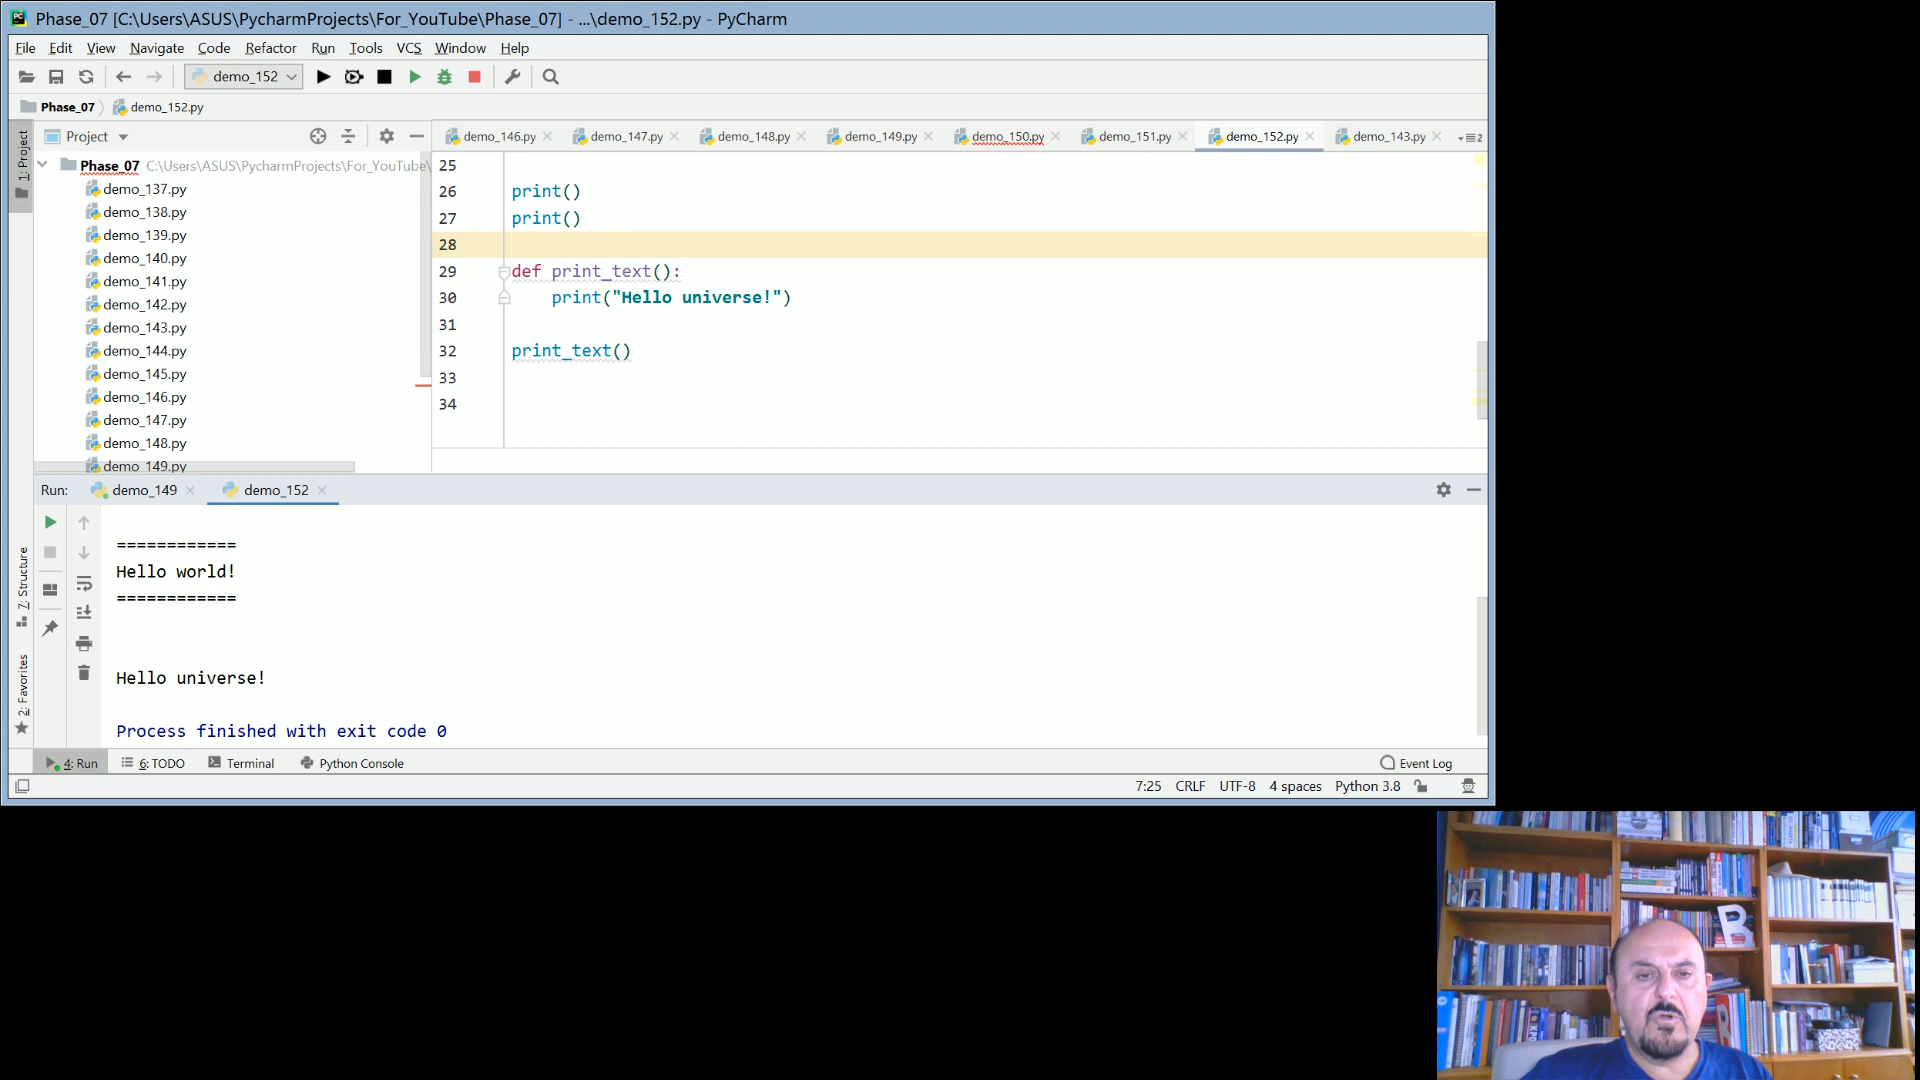 Phase_07 [C:\Users\ASUS\PycharmProjects\For_YouTube\Phase_07] - ...\demo_152.py - PyCharm
File Edit View Navigate Code Refactor Run Tools VCS Window Help
demo_152
Phase_07 demo_152.py
1: Project
Project
demo_146.py demo_147.py demo_148.py demo_149.py demo_150.py demo_151.py demo_152.py demo_143.py 2
Phase_07 C:\Users\ASUS\PycharmProjects\For_YouTube\
demo_137.py
demo_138.py
demo_139.py
demo_140.py
demo_141.py
demo_142.py
demo_143.py
demo_144.py
demo_145.py
demo_146.py
demo_147.py
demo_148.py
demo_149.py
25
26 print()
27 print()
28
29 def print_text():
30 print("Hello universe!")
31
32 print_text()
33
34
Run: demo_149 demo_152
============
Hello world!
============
Hello universe!
Process finished with exit code 0
7: Structure
2: Favorites
4: Run 6: TODO Terminal Python Console Event Log
7:25 CRLF UTF-8 4 spaces Python 3.8
B